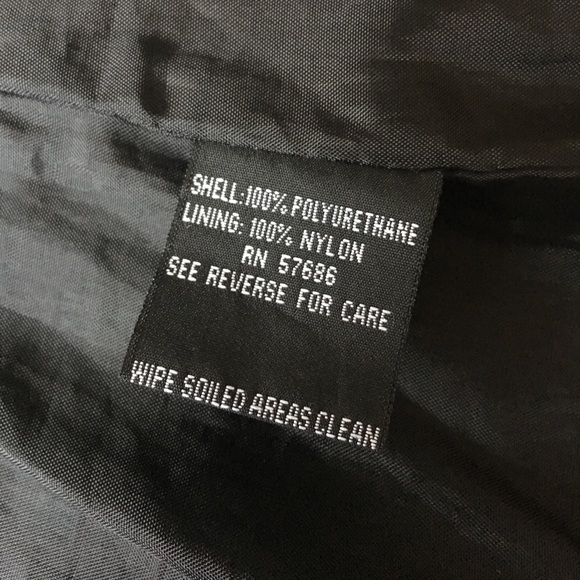 SHELL:100% POLYURETHANE
LINING: 100% NYLON
RN 57686
SEE REVERSE FOR CARE
WIPE SOILED AREAS CLEAN